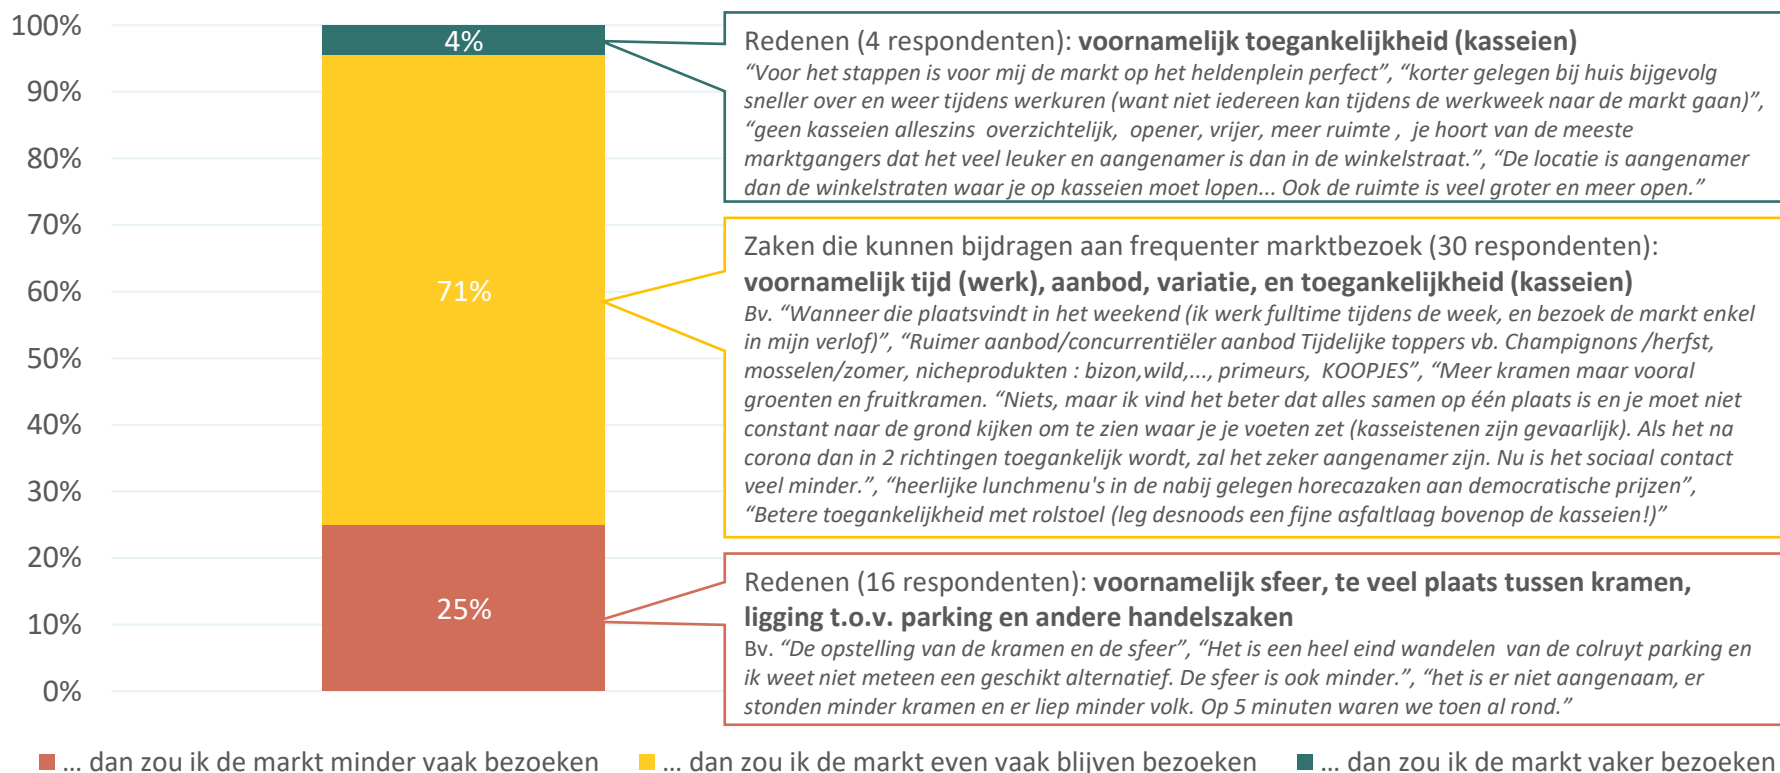 100%
90%
80%
70%
60%
50%
40%
30%
20%
10%
0%
4%
71%
25%
Redenen (4 respondenten): voornamelijk toegankelijkheid (kasseien)
“Voor het stappen is voor mij de markt op het heldenplein perfect”, “korter gelegen bij huis bijgevolg
sneller over en weer tijdens werkuren (want niet iedereen kan tijdens de werkweek naar de markt gaan)”,
“geen kasseien alleszins overzichtelijk, opener, vrijer, meer ruimte , je hoort van de meeste
marktgangers dat het veel leuker en aangenamer is dan in de winkelstraat.”, “De locatie is aangenamer
dan de winkelstraten waar je op kasseien moet lopen... Ook de ruimte is veel groter en meer open.”
Zaken die kunnen bijdragen aan frequenter marktbezoek (30 respondenten):
voornamelijk tijd (werk), aanbod, variatie, en toegankelijkheid (kasseien)
Bv. “Wanneer die plaatsvindt in het weekend (ik werk fulltime tijdens de week, en bezoek de markt enkel
in mijn verlof)”, “Ruimer aanbod/concurrentiëler aanbod Tijdelijke toppers vb. Champignons /herfst,
mosselen/zomer, nicheprodukten : bizon,wild,..., primeurs, KOOPJES”, “Meer kramen maar vooral
groenten en fruitkramen. “Niets, maar ik vind het beter dat alles samen op één plaats is en je moet niet
constant naar de grond kijken om te zien waar je je voeten zet (kasseistenen zijn gevaarlijk). Als het na
corona dan in 2 richtingen toegankelijk wordt, zal het zeker aangenamer zijn. Nu is het sociaal contact
veel minder.”, “heerlijke lunchmenu's in de nabij gelegen horecazaken aan democratische prijzen”,
“Betere toegankelijkheid met rolstoel (leg desnoods een fijne asfaltlaag bovenop de kasseien!)”
Redenen (16 respondenten): voornamelijk sfeer, te veel plaats tussen kramen,
ligging t.o.v. parking en andere handelszaken
Bv. “De opstelling van de kramen en de sfeer”, “Het is een heel eind wandelen van de colruyt parking en
ik weet niet meteen een geschikt alternatief. De sfeer is ook minder.”, “het is er niet aangenaam, er
stonden minder kramen en er liep minder volk. Op 5 minuten waren we toen al rond.”
... dan zou ik de markt minder vaak bezoeken
... dan zou ik de markt even vaak blijven bezoeken
... dan zou ik de markt vaker bezoeken